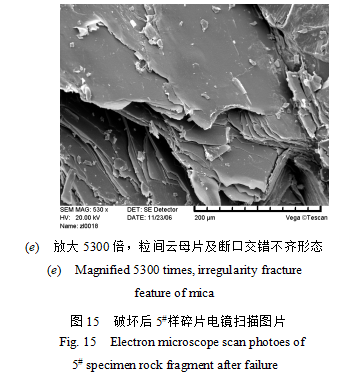 SEM MAG: 530 x
DET: SE Detector
HV: 20.00 kV
DATE: 11/23/06
200 μm
Vega ©Tescan
Name: zl0018
(e) 放大 5300 倍，粒间云母片及断口交错不齐形态
(e) Magnified 5300 times, irregularity fracture
feature of mica
图 15 破坏后 5#样碎片电镜扫描图片
Fig. 15 Electron microscope scan photoes of
5# specimen rock fragment after failure